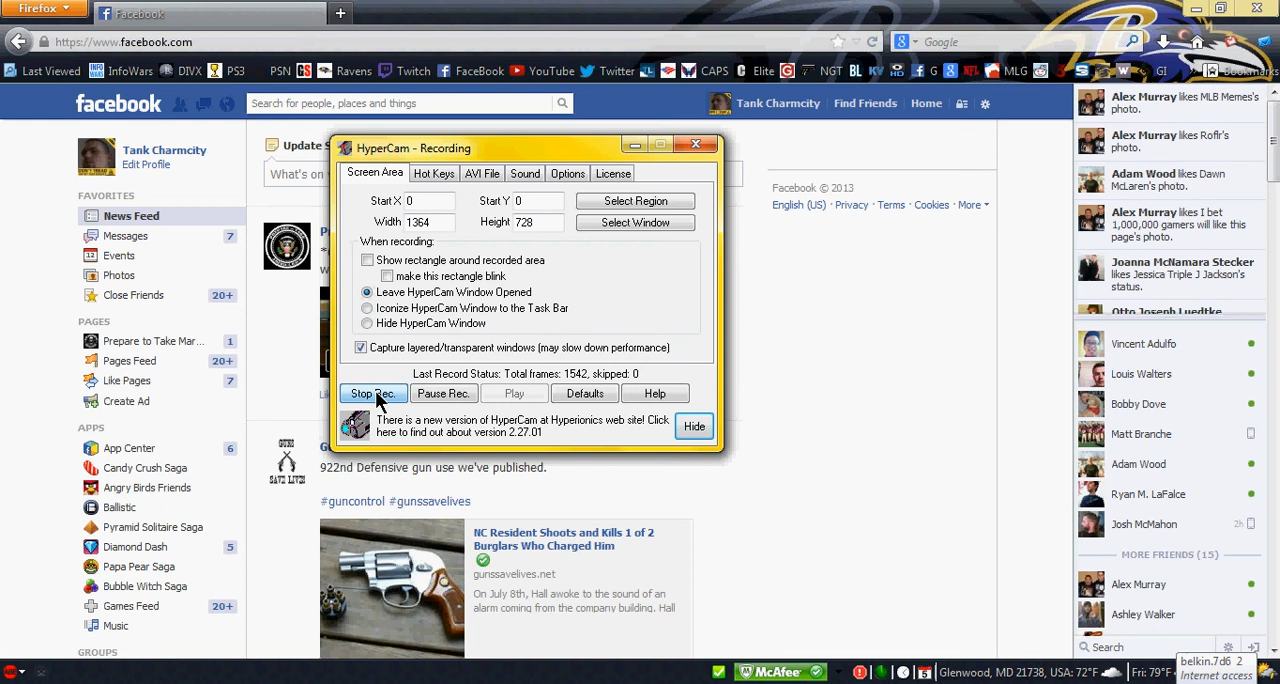 Firefox
Facebook
https://www.facebook.com
Google
Last Viewed InfoWars DIVX PS3 PSN Ravens Twitch FaceBook YouTube Twitter CAPS Elite NGT BL KV G MLG GI Bookmarks
facebook
Search for people, places and things
Tank Charmcity Find Friends Home
Tank Charmcity
Edit Profile
FAVORITES
News Feed
Messages 7
12 Events
Photos
Close Friends 20+
PAGES
Prepare to Take Mar... 1
Pages Feed 20+
Like Pages 7
Create Ad
APPS
App Center 6
Candy Crush Saga
Angry Birds Friends
Ballistic
Pyramid Solitaire Saga
Diamond Dash 5
Papa Pear Saga
Bubble Witch Saga
Games Feed 20+
Music
GROUPS
Update S
What's on
HyperCam - Recording
Screen Area Hot Keys AVI File Sound Options License
Start X 0 Start Y 0 Select Region
Width 1364 Height 728 Select Window
When recording:
Show rectangle around recorded area
make this rectangle blink
Leave HyperCam Window Opened
Iconize HyperCam Window to the Task Bar
Hide HyperCam Window
Capture layered/transparent windows (may slow down performance)
Last Record Status: Total frames: 1542, skipped: 0
Stop Rec. Pause Rec. Play Defaults Help
There is a new version of HyperCam at Hyperionics web site! Click
here to find out about version 2.27.01
Hide
GUNS
SAVE LIVES
922nd Defensive gun use we've published.
#guncontrol #gunssavelives
NC Resident Shoots and Kills 1 of 2
Burglars Who Charged Him
gunssavelives.net
On July 8th, Hall awoke to the sound of an
alarm coming from the company building. Hall
Facebook © 2013
English (US) · Privacy · Terms · Cookies · More
Alex Murray likes MLB Memes's
photo.
Alex Murray likes Roflr's
photo.
Adam Wood likes Dawn
McLaren's photo.
Alex Murray likes I bet
1,000,000 gamers will like this
page's photo.
Joanna McNamara Stecker
likes Jessica Triple J Jackson's
status.
Otto Joseph Luedtke
Vincent Adulfo
Louis Walters
Bobby Dove
Matt Branche
Adam Wood
Ryan M. LaFalce
Josh McMahon 2h
MORE FRIENDS (15)
Alex Murray
Ashley Walker
Search
belkin.7d6 2
Internet access
McAfee
Glenwood, MD 21738, USA: 72°F
Fri: 79°F